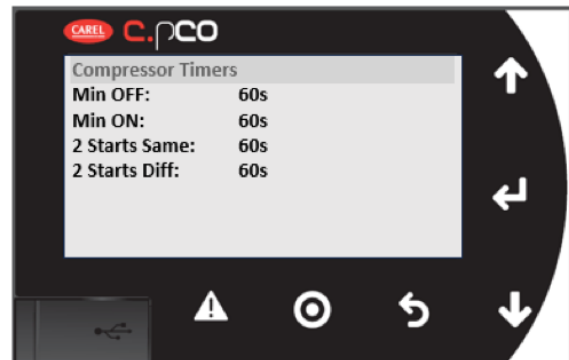 CAREL c.pCO
Compressor Timers
Min OFF: 60s
Min ON: 60s
2 Starts Same: 60s
2 Starts Diff: 60s